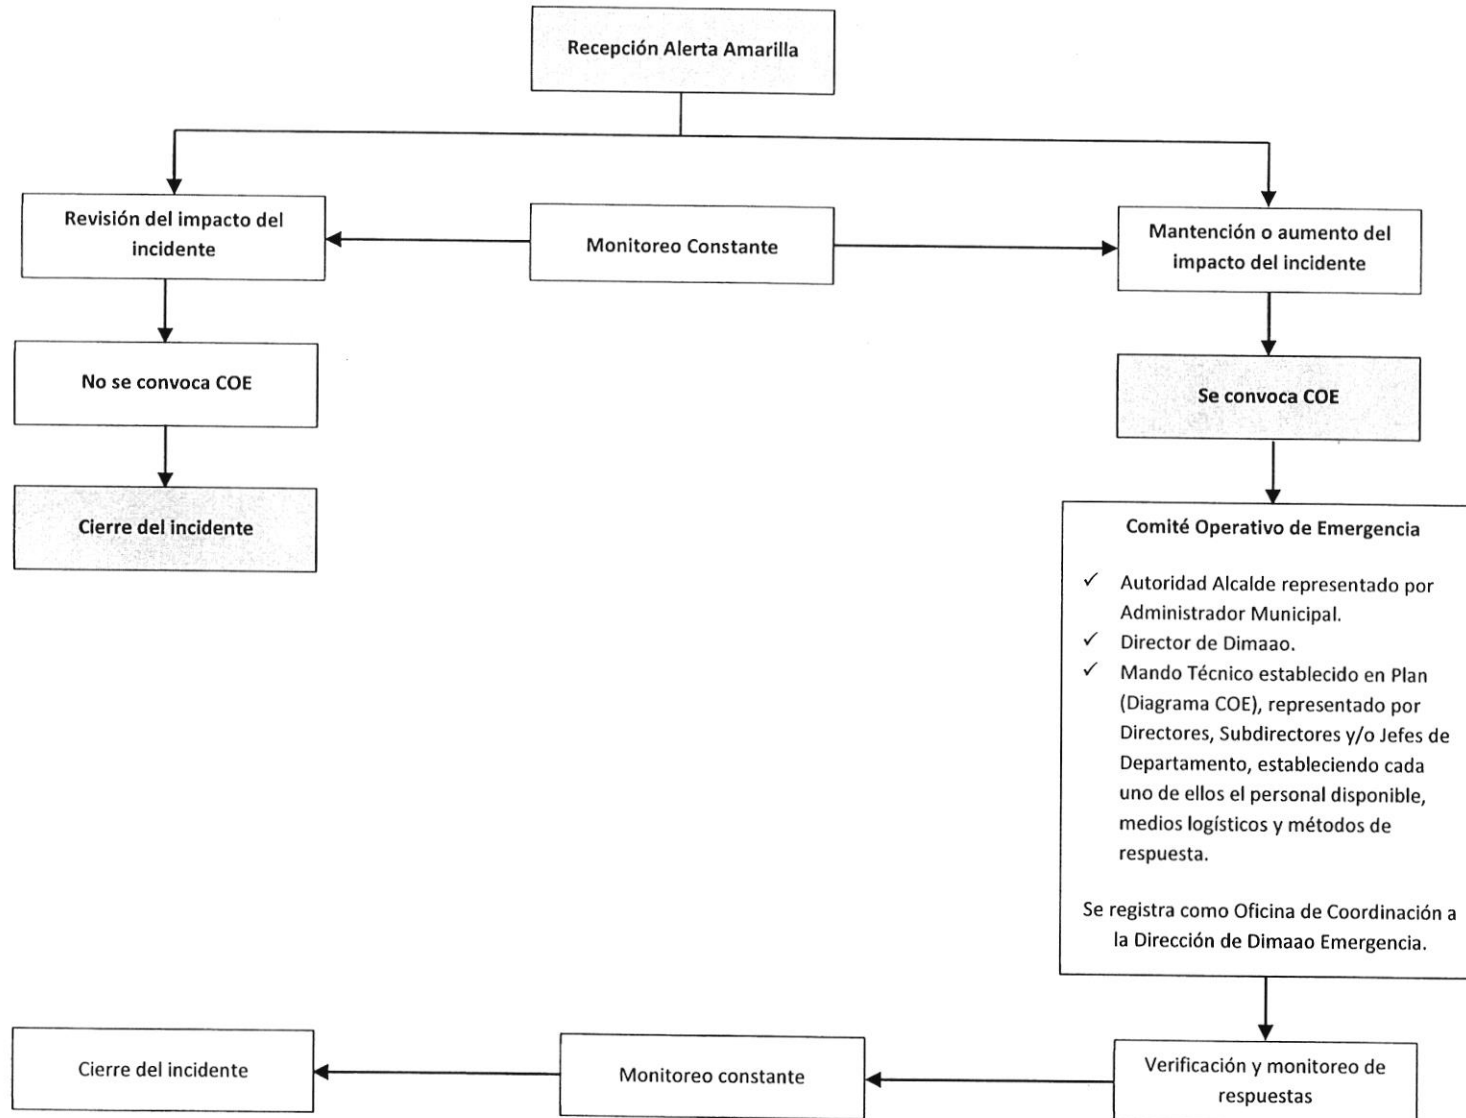 Recepción Alerta Amarilla
Revisión del impacto del
incidente
Monitoreo Constante
Mantención o aumento del
impacto del incidente
No se convoca COE
Se convoca COE
Cierre del incidente
Comité Operativo de Emergencia
✓ Autoridad Alcalde representado por
Administrador Municipal.
✓ Director de Dimaao.
✓ Mando Técnico establecido en Plan
(Diagrama COE), representado por
Directores, Subdirectores y/o Jefes de
Departamento, estableciendo cada
uno de ellos el personal disponible,
medios logísticos y métodos de
respuesta.
Se registra como Oficina de Coordinación a
la Dirección de Dimaao Emergencia.
Cierre del incidente
Monitoreo constante
Verificación y monitoreo de
respuestas